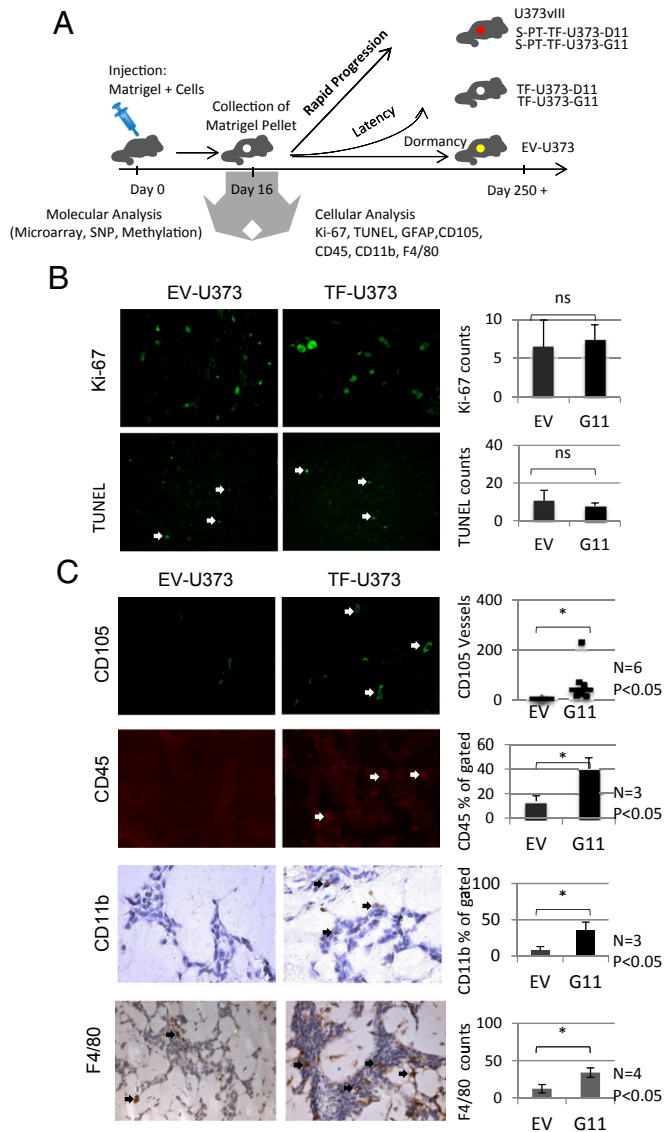 A
U373vIII
S-PT-TF-U373-D11
S-PT-TF-U373-G11
Injection:
Matrigel + Cells
Collection of
Matrigel Pellet
Rapid Progression
Latency
TF-U373-D11
TF-U373-G11
Dormancy
EV-U373
Day 0
Day 16
Day 250 +
Molecular Analysis
(Microarray, SNP, Methylation)
Cellular Analysis
Ki-67, TUNEL, GFAP,CD105,
CD45, CD11b, F4/80
B
EV-U373
TF-U373
Ki-67
Ki-67 counts
10
5
0
ns
EV
G11
TUNEL
TUNEL counts
40
20
0
ns
EV
G11
C
EV-U373
TF-U373
CD105
CD105 Vessels
400
200
0
*
EV
G11
N=6
P<0.05
CD45
CD45 % of gated
60
40
20
0
*
EV
G11
N=3
P<0.05
CD11b
CD11b % of gated
100
50
0
*
EV
G11
N=3
P<0.05
F4/80
F4/80 counts
100
50
0
*
EV
G11
N=4
P<0.05